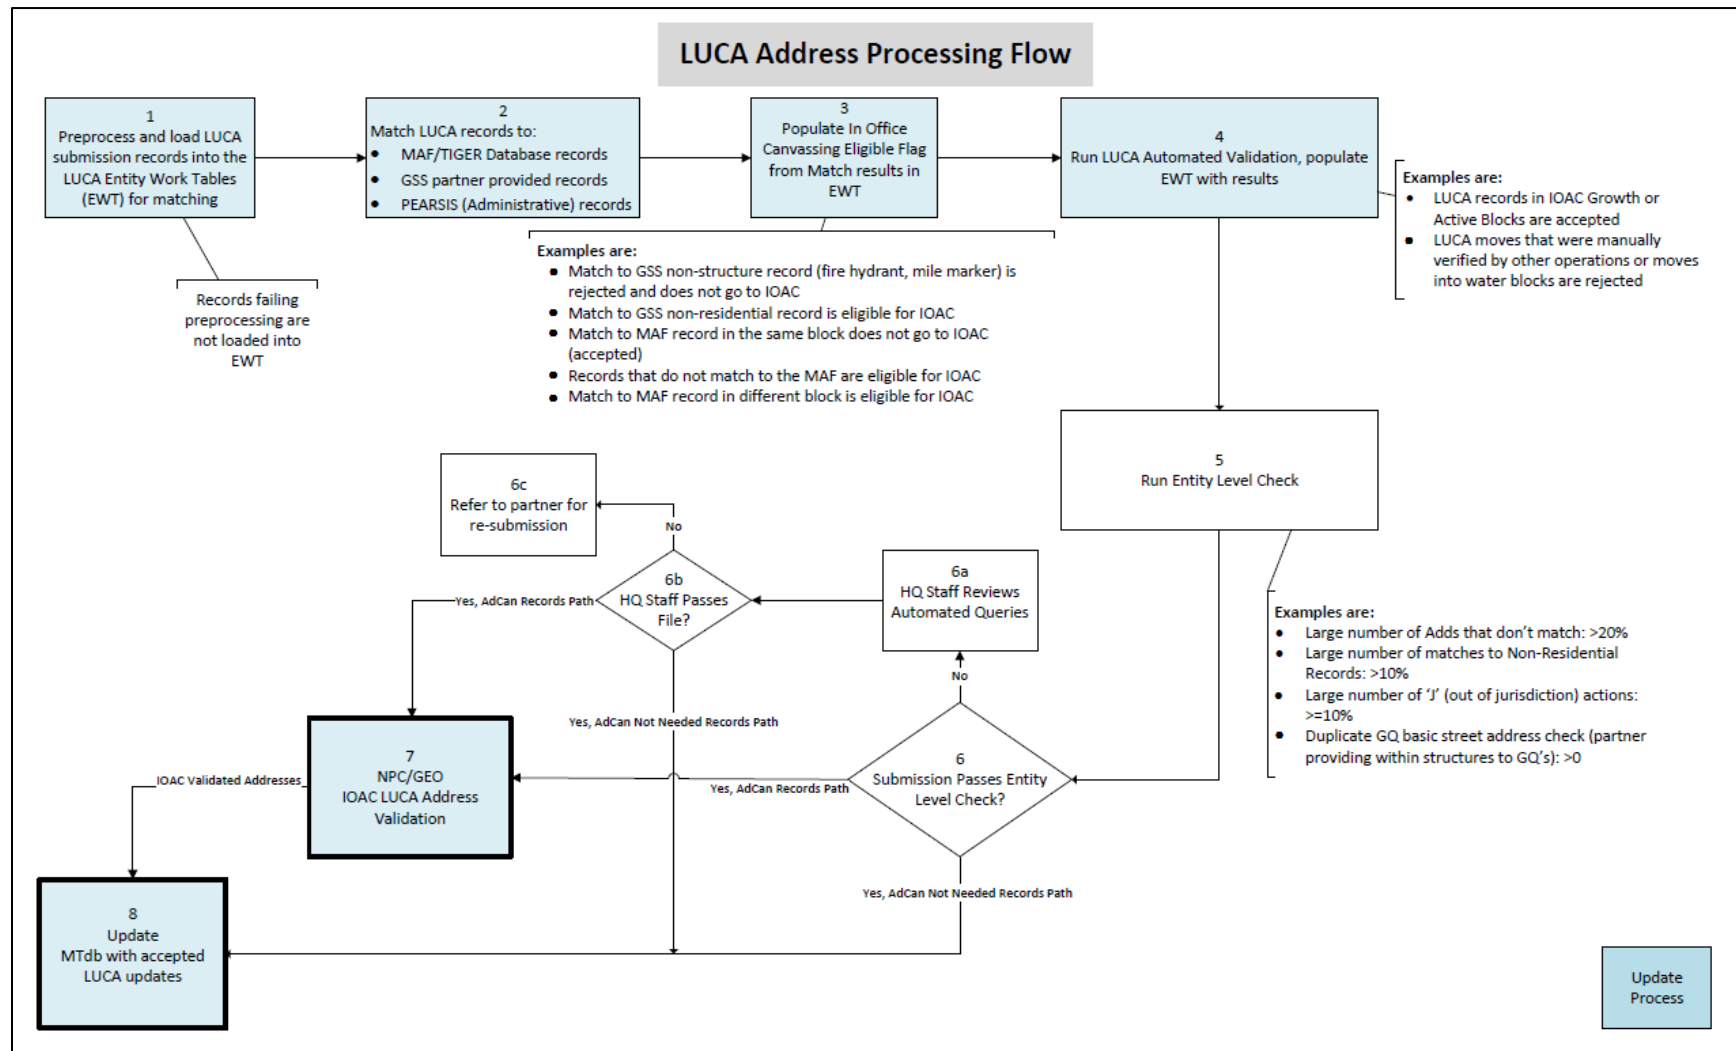 LUCA Address Processing Flow
1
Preprocess and load LUCA
submission records into the
LUCA Entity Work Tables
(EWT) for matching
2
Match LUCA records to:
● MAF/TIGER Database records
● GSS partner provided records
● PEARSIS (Administrative) records
3
Populate In Office
Canvassing Eligible Flag
from Match results in
EWT
4
Run LUCA Automated Validation, populate
EWT with results
Examples are:
● LUCA records in IOAC Growth or
Active Blocks are accepted
● LUCA moves that were manually
verified by other operations or moves
into water blocks are rejected
Records failing
preprocessing are
not loaded into
EWT
Examples are:
● Match to GSS non-structure record (fire hydrant, mile marker) is
rejected and does not go to IOAC
● Match to GSS non-residential record is eligible for IOAC
● Match to MAF record in the same block does not go to IOAC
(accepted)
● Records that do not match to the MAF are eligible for IOAC
● Match to MAF record in different block is eligible for IOAC
5
Run Entity Level Check
Examples are:
● Large number of Adds that don't match: >20%
● Large number of matches to Non-Residential
Records: >10%
● Large number of 'J' (out of jurisdiction) actions:
>=10%
● Duplicate GQ basic street address check (partner
providing within structures to GQ's): >0
6c
Refer to partner for
re-submission
No
6b
HQ Staff Passes
File?
6a
HQ Staff Reviews
Automated Queries
Yes, AdCan Records Path
No
Yes, AdCan Not Needed Records Path
6
Submission Passes Entity
Level Check?
Yes, AdCan Records Path
7
NPC/GEO
IOAC LUCA Address
Validation
IOAC Validated Addresses
Yes, AdCan Not Needed Records Path
8
Update
MTdb with accepted
LUCA updates
Update
Process